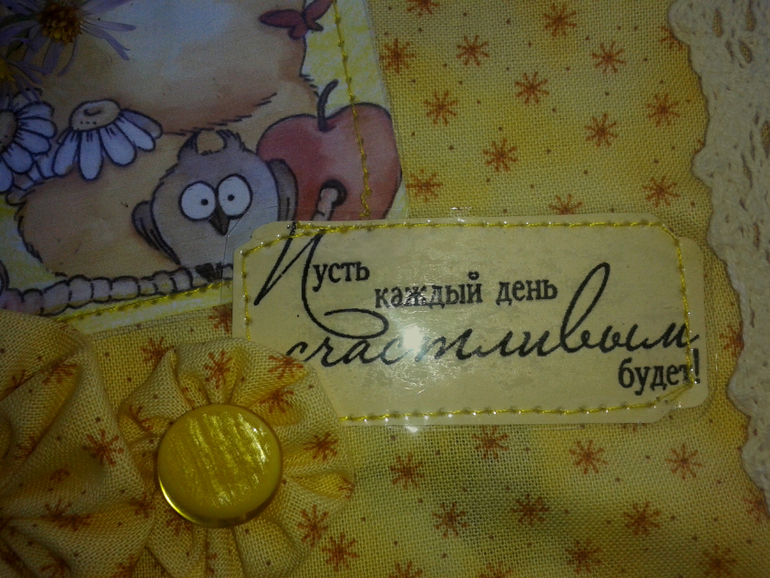 Пусть
каждый день
счастливым
будет!